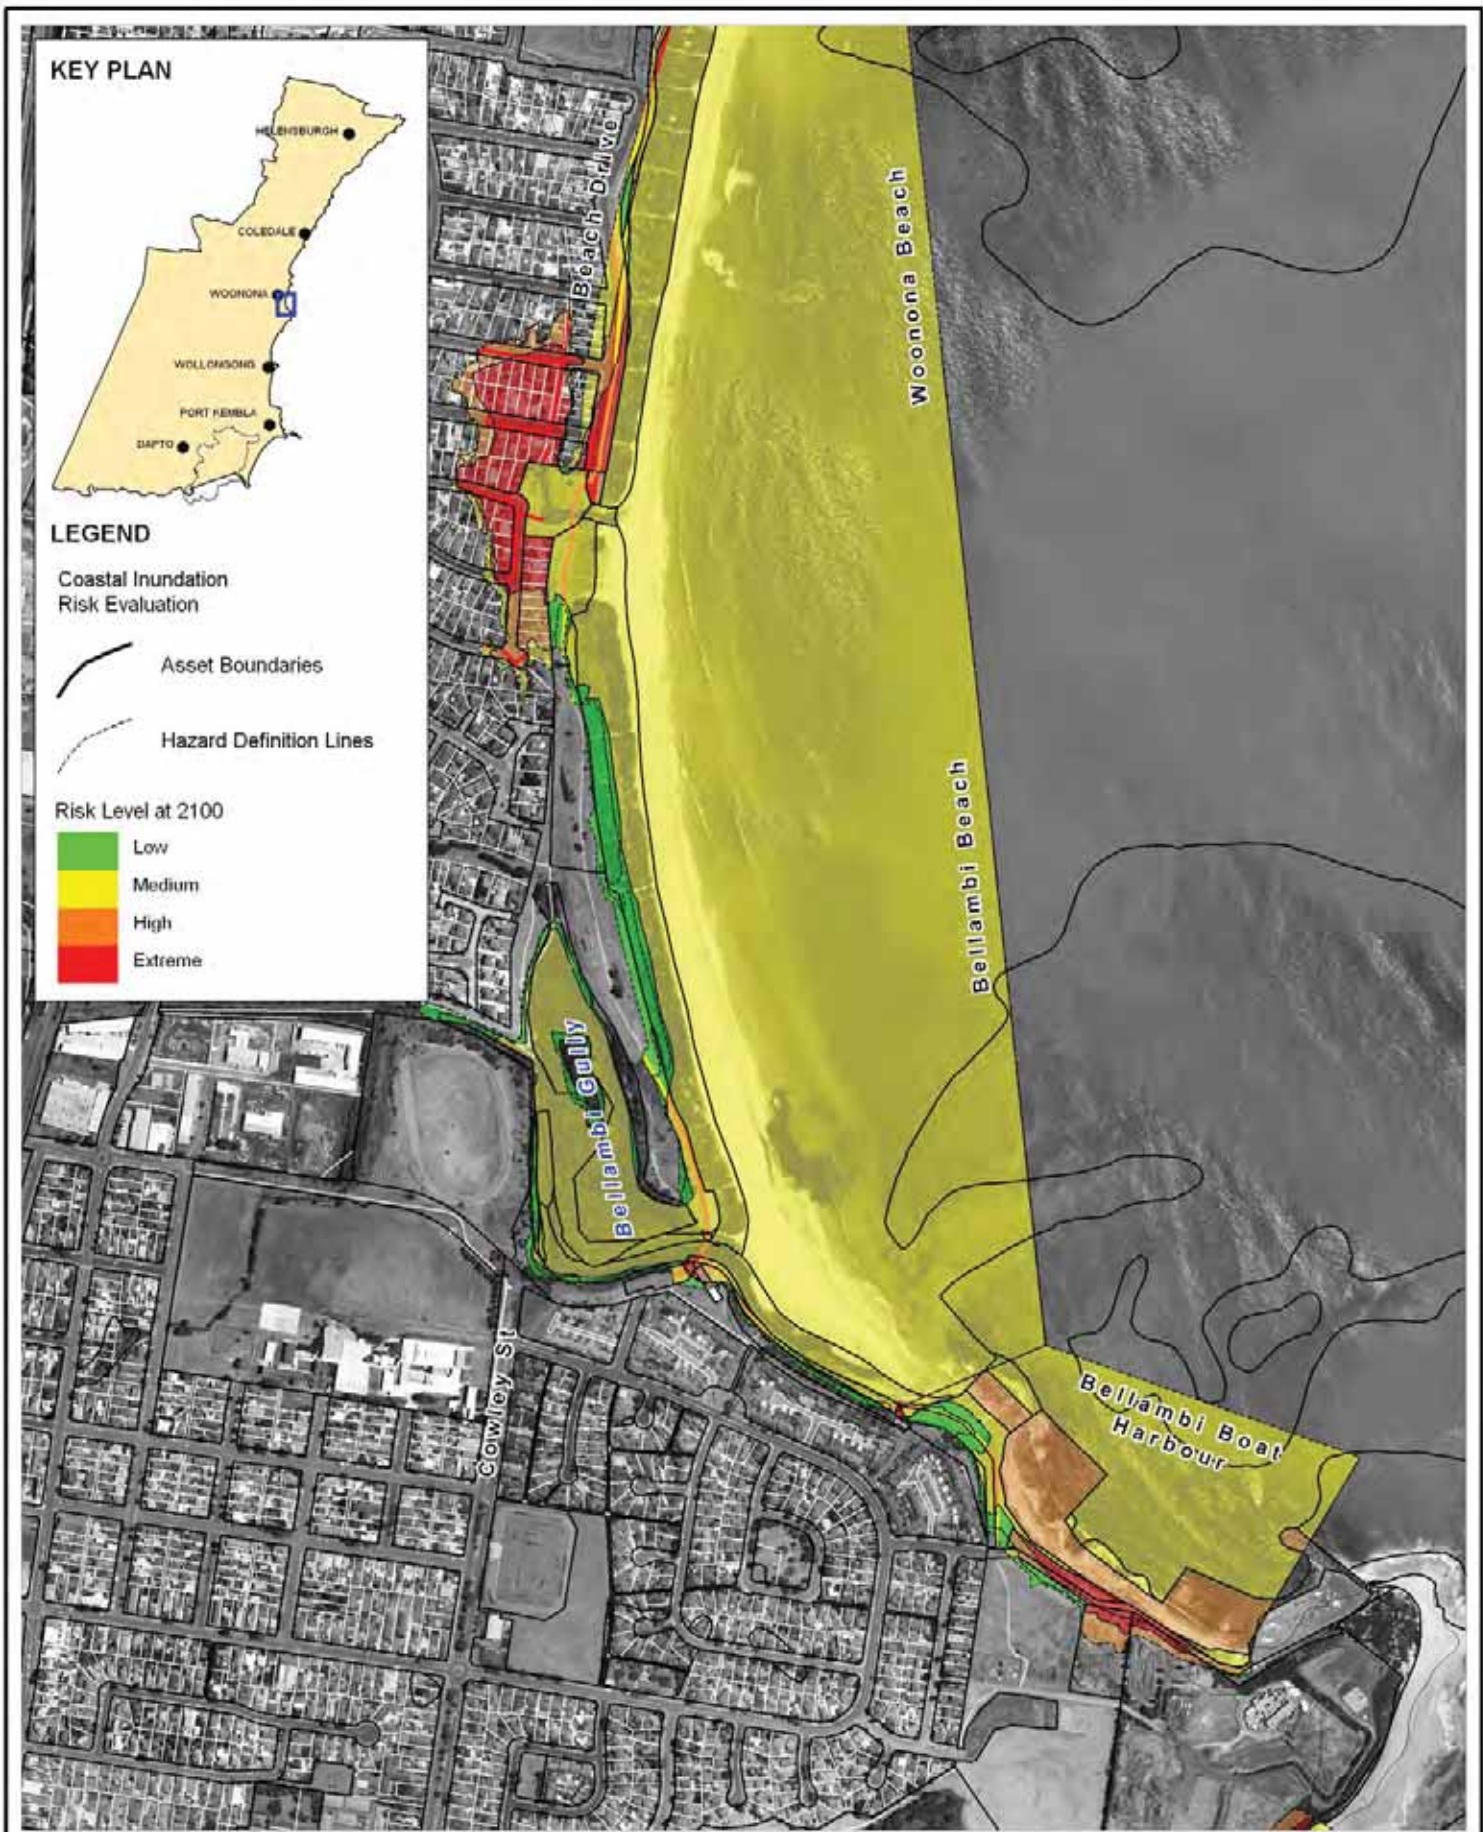 KEY PLAN
HELENSBURGH
COLEDALE
WOONONA
WOLLONGONG
PORT KEMBLA
DAPTO
LEGEND
Coastal Inundation
Risk Evaluation
Asset Boundaries
Hazard Definition Lines
Risk Level at 2100
Low
Medium
High
Extreme
Beach Drive
Woonona Beach
Bellambi Beach
Bellambi Gully
Cowley St
Bellambi Boat
Harbour